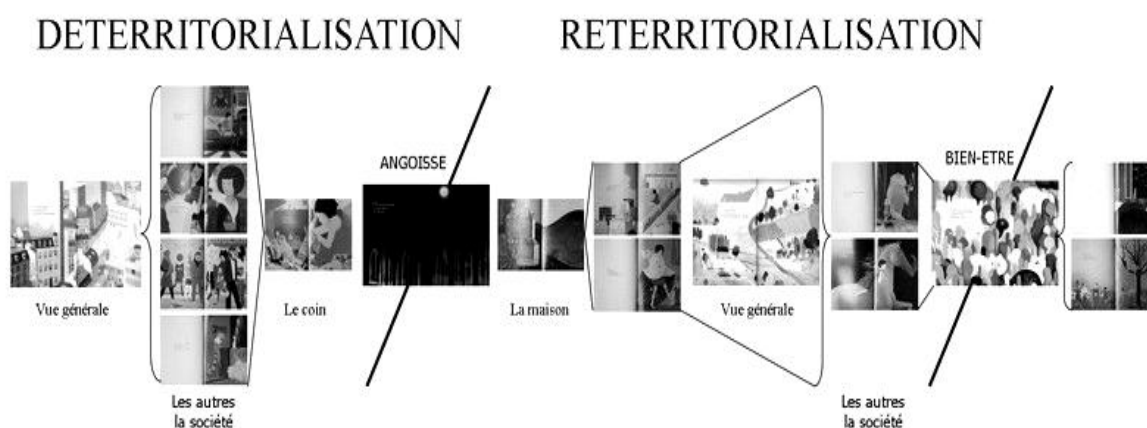 DETERRITORIALISATION
RETERRITORIALISATION
ANGOISSE
BIEN-ETRE
Vue générale
Le coin
La maison
Vue générale
Les autres
la société
Les autres
la société